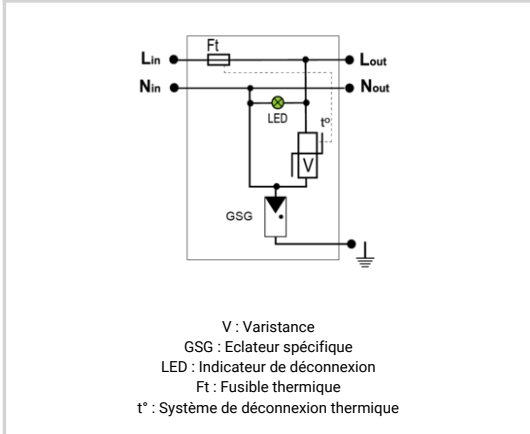 Ft
Lin
Lout
Nin
Nout
LED
t°
V
GSG
V : Varistance
GSG : Eclateur spécifique
LED : Indicateur de déconnexion
Ft : Fusible thermique
t° : Système de déconnexion thermique